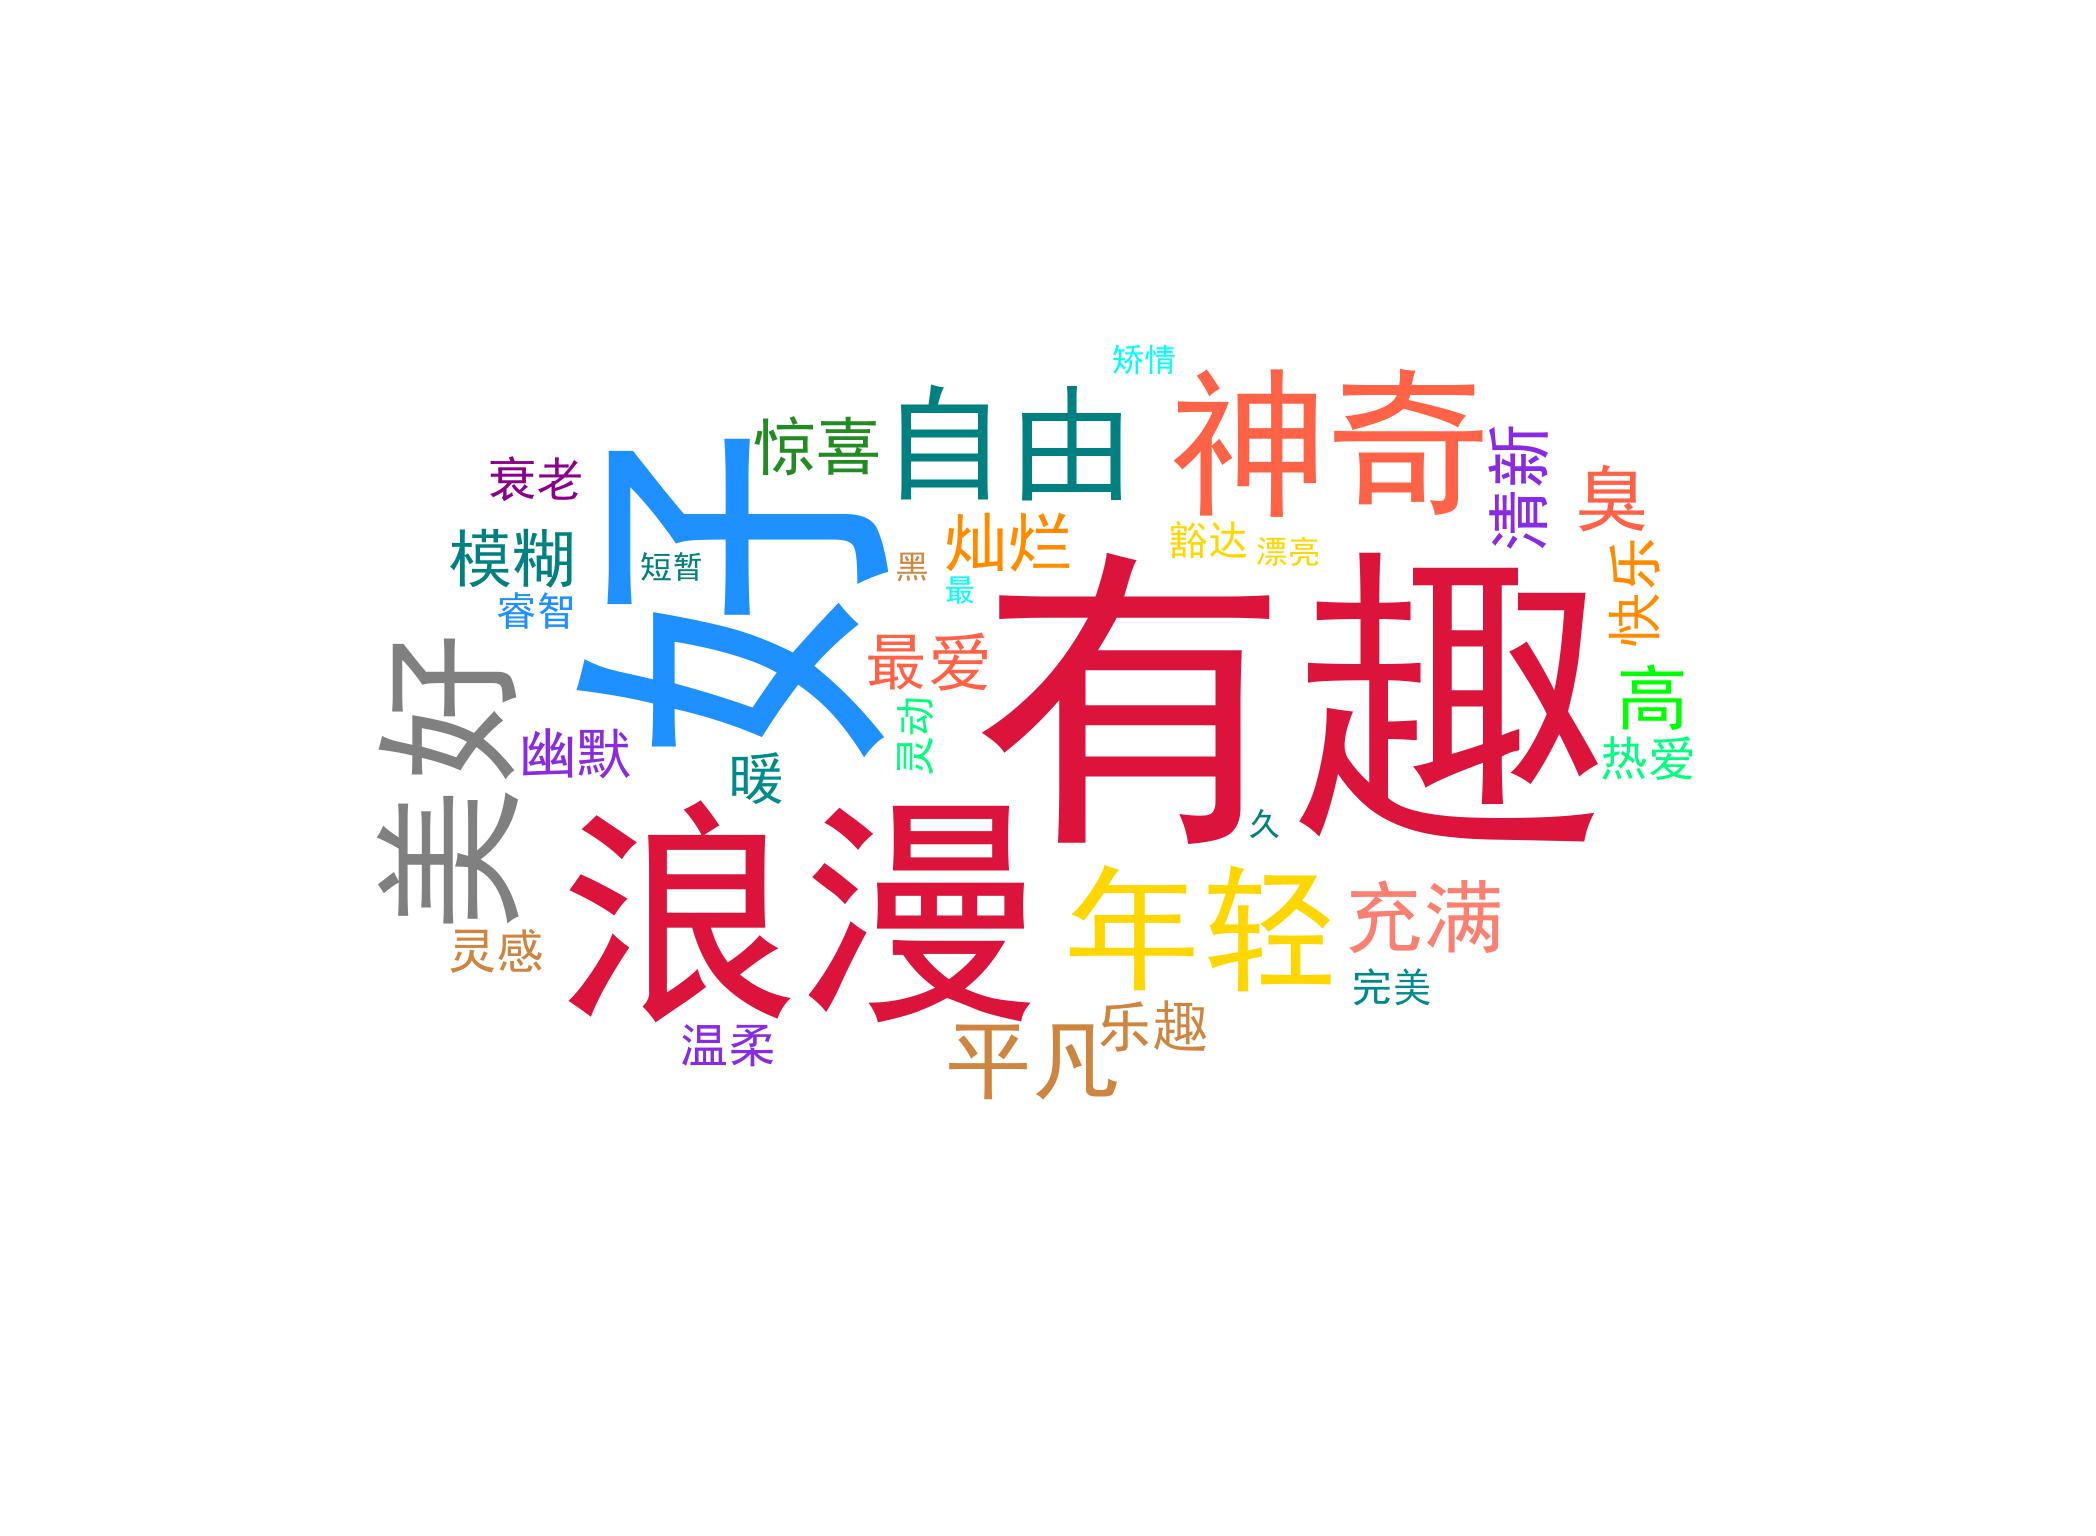 矫情
自由
神奇
惊喜
清新
衰老
好
臭
模糊
短暂
黑
灿烂
豁达
漂亮
最
快乐
睿智
有趣
最爱
高
美好
幽默
灵动
热爱
暖
浪漫
久
年轻
充满
灵感
完美
温柔
平凡
乐趣